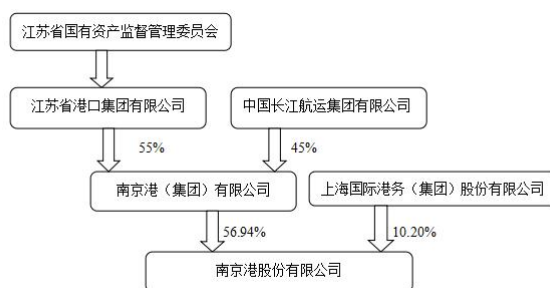 江苏省国有资产监督管理委员会
江苏省港口集团有限公司
中国长江航运集团有限公司
55%
45%
南京港（集团）有限公司
上海国际港务（集团）股份有限公司
56.94%
10.20%
南京港股份有限公司